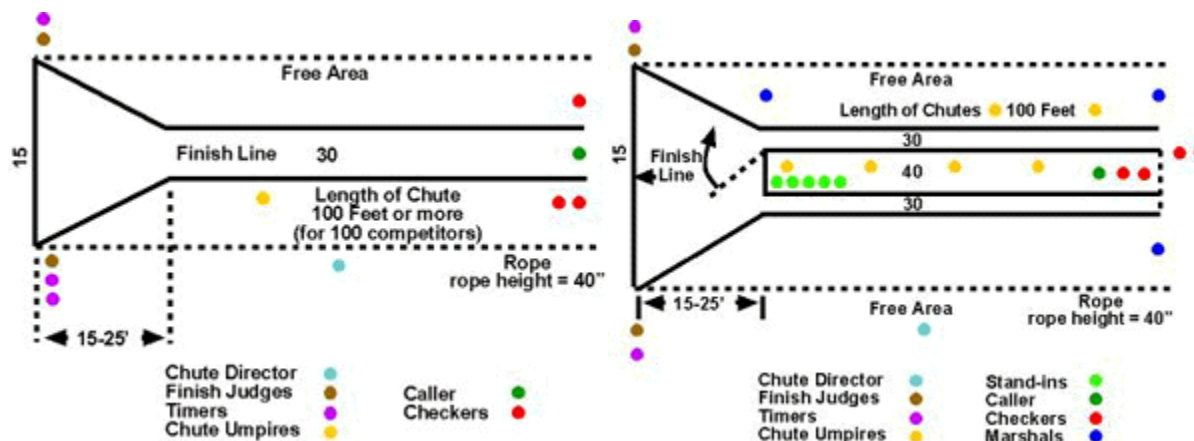 Free Area
15
Finish Line 30
Length of Chute
100 Feet or more
(for 100 competitors)
Rope
rope height = 40”
15-25'
Chute Director
Finish Judges
Timers
Chute Umpires
Caller
Checkers
Free Area
Length of Chutes 100 Feet
30
15
Finish
Line
40
30
15-25'
Free Area
Rope
rope height = 40”
Chute Director
Finish Judges
Timers
Chute Umpires
Stand-ins
Caller
Checkers
Marshals